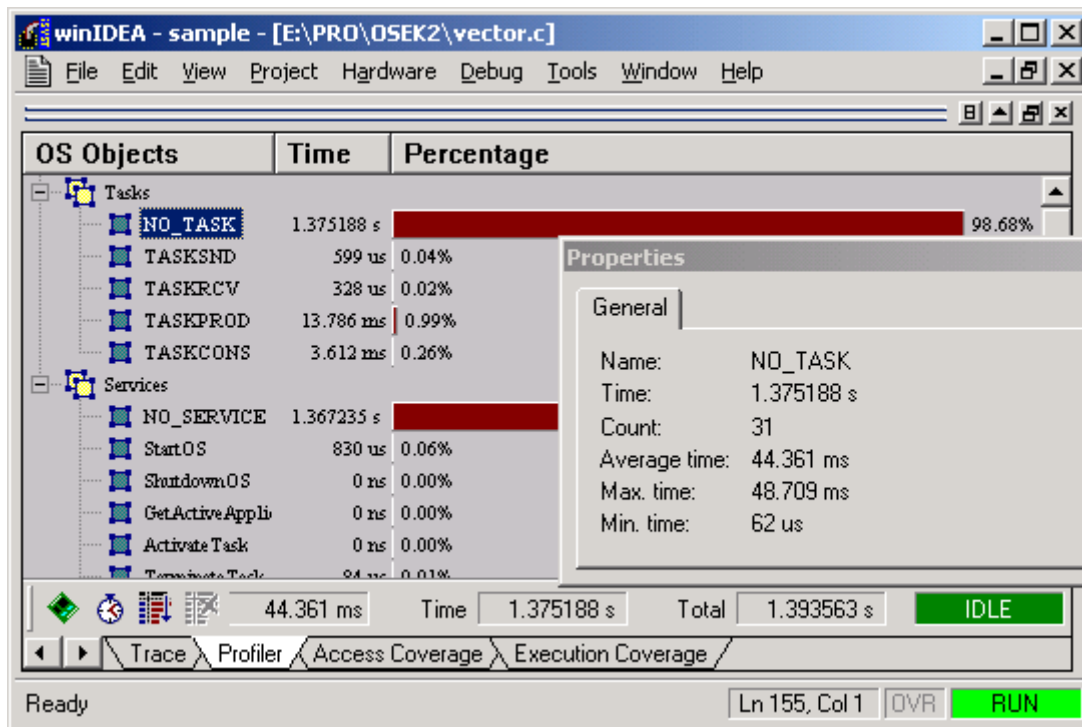 winIDEA - sample - [E:\PRO\OSEK2\vector.c]
File Edit View Project Hardware Debug Tools Window Help
OS Objects Time Percentage
Tasks
NO_TASK 1.375188 s 98.68%
TASKSND 599 us 0.04%
TASKRCV 328 us 0.02%
TASKPROD 13.786 ms 0.99%
TASKCONS 3.612 ms 0.26%
Services
NO_SERVICE 1.367235 s
StartOS 830 us 0.06%
ShutdownOS 0 ns 0.00%
GetActiveAppli 0 ns 0.00%
ActivateTask 0 ns 0.00%
TerminateTask 84 us 0.01%
Properties
General
Name: NO_TASK
Time: 1.375188 s
Count: 31
Average time: 44.361 ms
Max. time: 48.709 ms
Min. time: 62 us
44.361 ms Time 1.375188 s Total 1.393563 s IDLE
Trace Profiler Access Coverage Execution Coverage
Ready Ln 155, Col 1 OVR RUN